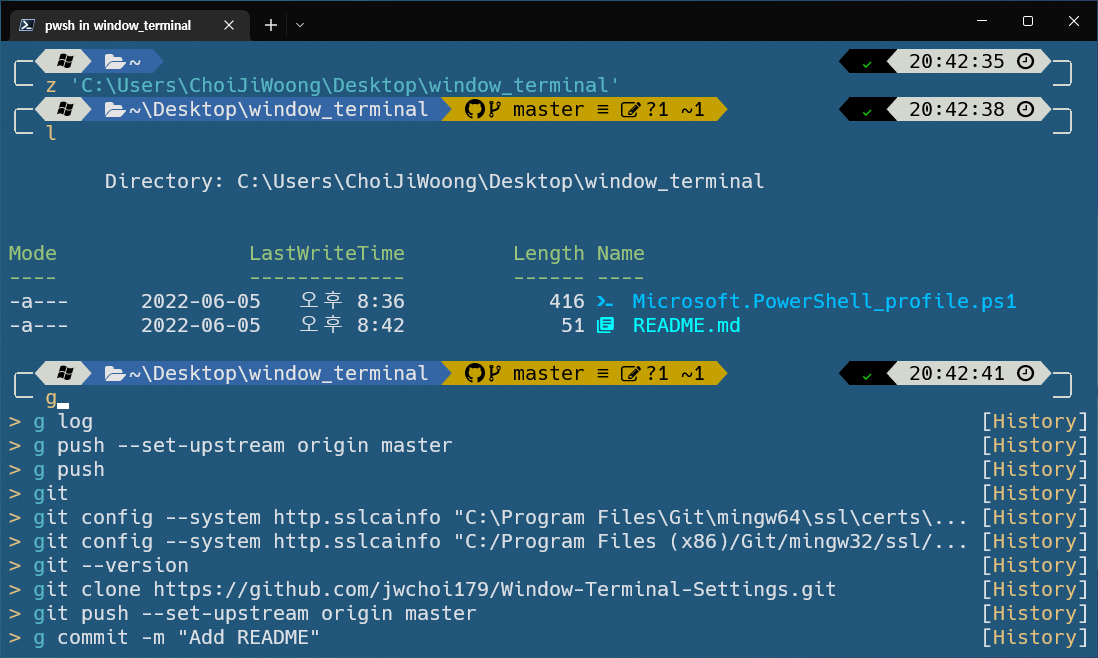 pwsh in window_terminal
~ 20:42:35
z 'C:\Users\ChoiJiWoong\Desktop\window_terminal'
~\Desktop\window_terminal master ≡ ?1 ~1 20:42:38
l
Directory: C:\Users\ChoiJiWoong\Desktop\window_terminal
Mode LastWriteTime Length Name
---- ------------- ------ ----
-a--- 2022-06-05 오후 8:36 416 Microsoft.PowerShell_profile.ps1
-a--- 2022-06-05 오후 8:42 51 README.md
~\Desktop\window_terminal master ≡ ?1 ~1 20:42:41
g
> g log [History]
> g push --set-upstream origin master [History]
> g push [History]
> git [History]
> git config --system http.sslcainfo "C:\Program Files\Git\mingw64\ssl\certs\... [History]
> git config --system http.sslcainfo "C:/Program Files (x86)/Git/mingw32/ssl/... [History]
> git --version [History]
> git clone https://github.com/jwchoi179/Window-Terminal-Settings.git [History]
> git push --set-upstream origin master [History]
> g commit -m "Add README" [History]